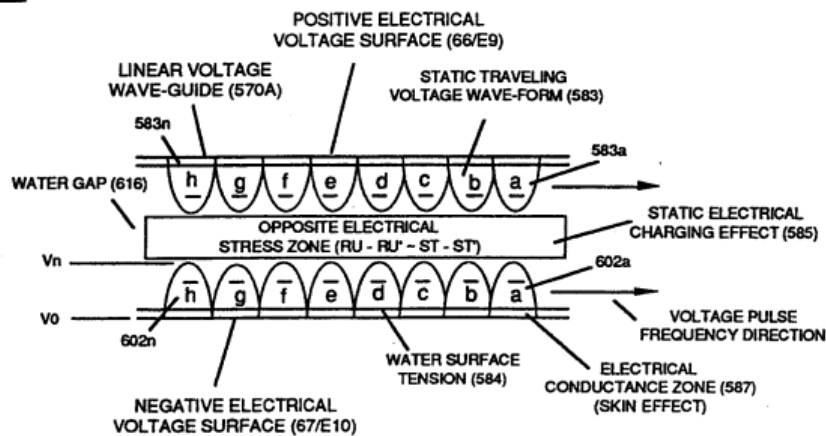 POSITIVE ELECTRICAL
VOLTAGE SURFACE (66/E9)
LINEAR VOLTAGE
WAVE-GUIDE (570A)
STATIC TRAVELING
VOLTAGE WAVE-FORM (583)
583n
583a
WATER GAP (616)
h g f e d c b a
OPPOSITE ELECTRICAL
STRESS ZONE (RU - RU' ~ ST - ST')
STATIC ELECTRICAL
CHARGING EFFECT (585)
Vn
602a
h g f e d c b a
V0
602n
VOLTAGE PULSE
FREQUENCY DIRECTION
WATER SURFACE
TENSION (584)
ELECTRICAL
CONDUCTANCE ZONE (587)
(SKIN EFFECT)
NEGATIVE ELECTRICAL
VOLTAGE SURFACE (67/E10)